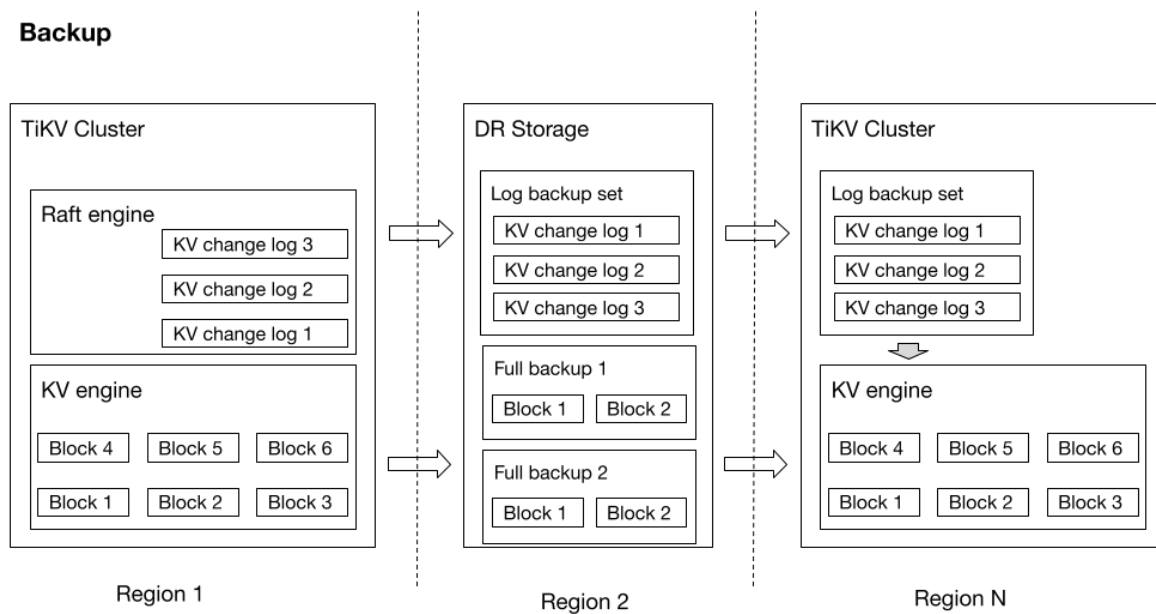 Backup
TiKV Cluster
Raft engine
KV change log 3
KV change log 2
KV change log 1
KV engine
Block 4 Block 5 Block 6
Block 1 Block 2 Block 3
Region 1
DR Storage
Log backup set
KV change log 1
KV change log 2
KV change log 3
Full backup 1
Block 1 Block 2
Full backup 2
Block 1 Block 2
Region 2
TiKV Cluster
Log backup set
KV change log 1
KV change log 2
KV change log 3
KV engine
Block 4 Block 5 Block 6
Block 1 Block 2 Block 3
Region N